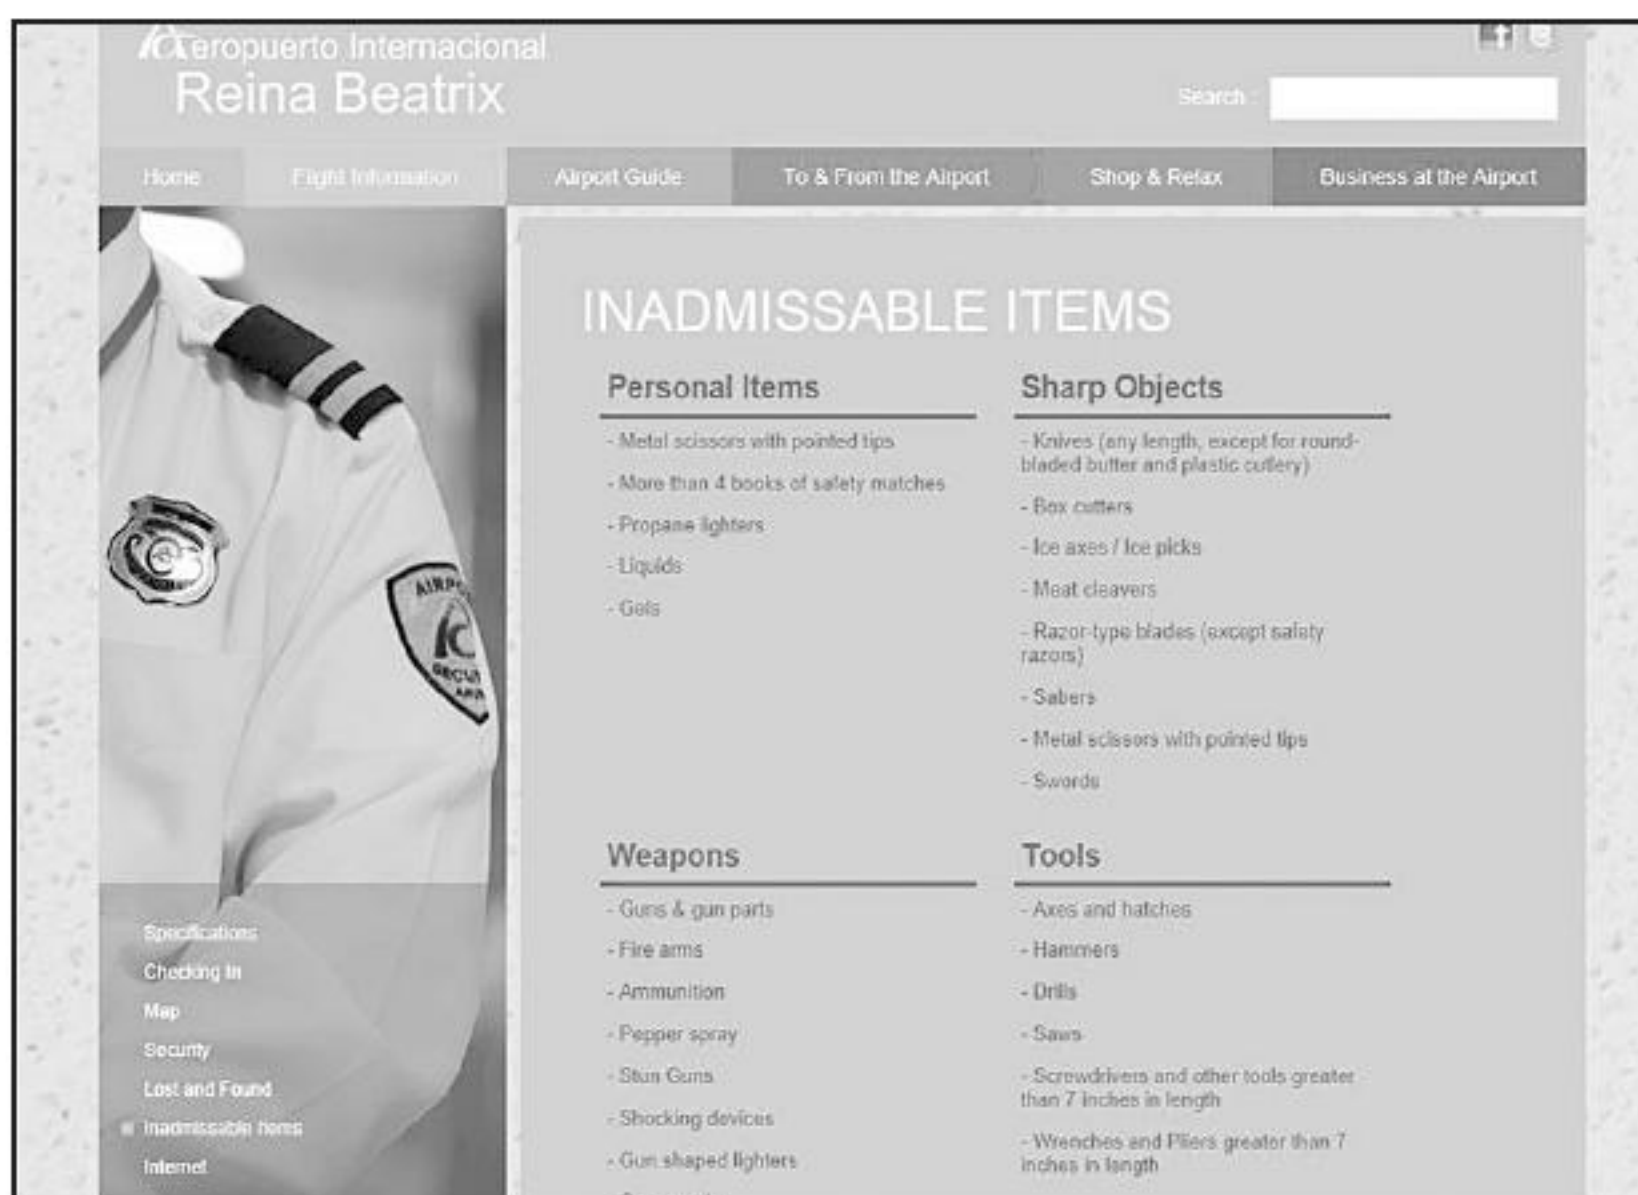 Aeropuerto Internacional
Reina Beatrix
Search :
Home
Flight Information
Airport Guide
To & From the Airport
Shop & Relax
Business at the Airport
INADMISSABLE ITEMS
Personal Items
- Metal scissors with pointed tips
- More than 4 books of safety matches
- Propane lighters
- Liquids
- Gels
Sharp Objects
- Knives (any length, except for round-
bladed butter and plastic cutlery)
- Box cutters
- Ice axes / Ice picks
- Meat cleavers
- Razor-type blades (except safety
razors)
- Sabers
- Metal scissors with pointed tips
- Swords
Weapons
- Guns & gun parts
- Fire arms
- Ammunition
- Pepper spray
- Stun Guns
- Shocking devices
- Gun shaped lighters
Tools
- Axes and hatches
- Hammers
- Drills
- Saws
- Screwdrivers and other tools greater
than 7 inches in length
- Wrenches and Pliers greater than 7
inches in length
Specifications
Checking In
Map
Security
Lost and Found
Inadmissable Items
Internet